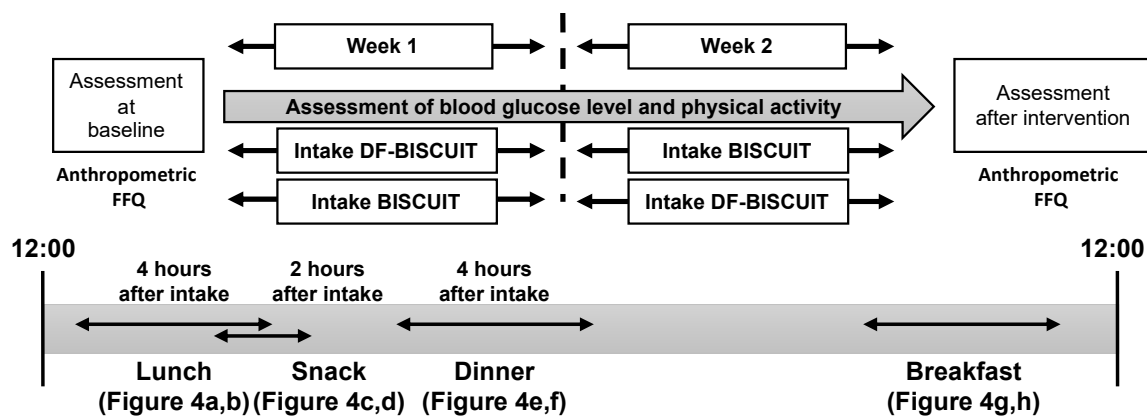 Week 1
Week 2
Assessment
at
baseline
Assessment of blood glucose level and physical activity
Assessment
after intervention
Intake DF-BISCUIT
Intake BISCUIT
Anthropometric
FFQ
Intake BISCUIT
Intake DF-BISCUIT
Anthropometric
FFQ
12:00
12:00
4 hours
after intake
2 hours
after intake
4 hours
after intake
Lunch
(Figure 4a,b)
Snack
(Figure 4c,d)
Dinner
(Figure 4e,f)
Breakfast
(Figure 4g,h)